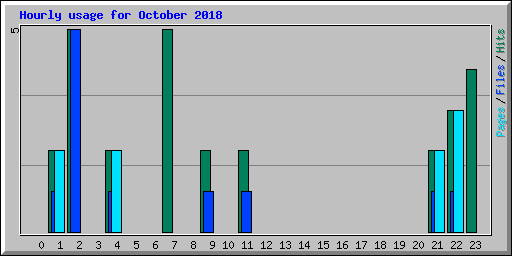 Hourly usage for October 2018
5
Pages/Files/Hits
0 1 2 3 4 5 6 7 8 9 10 11 12 13 14 15 16 17 18 19 20 21 22 23